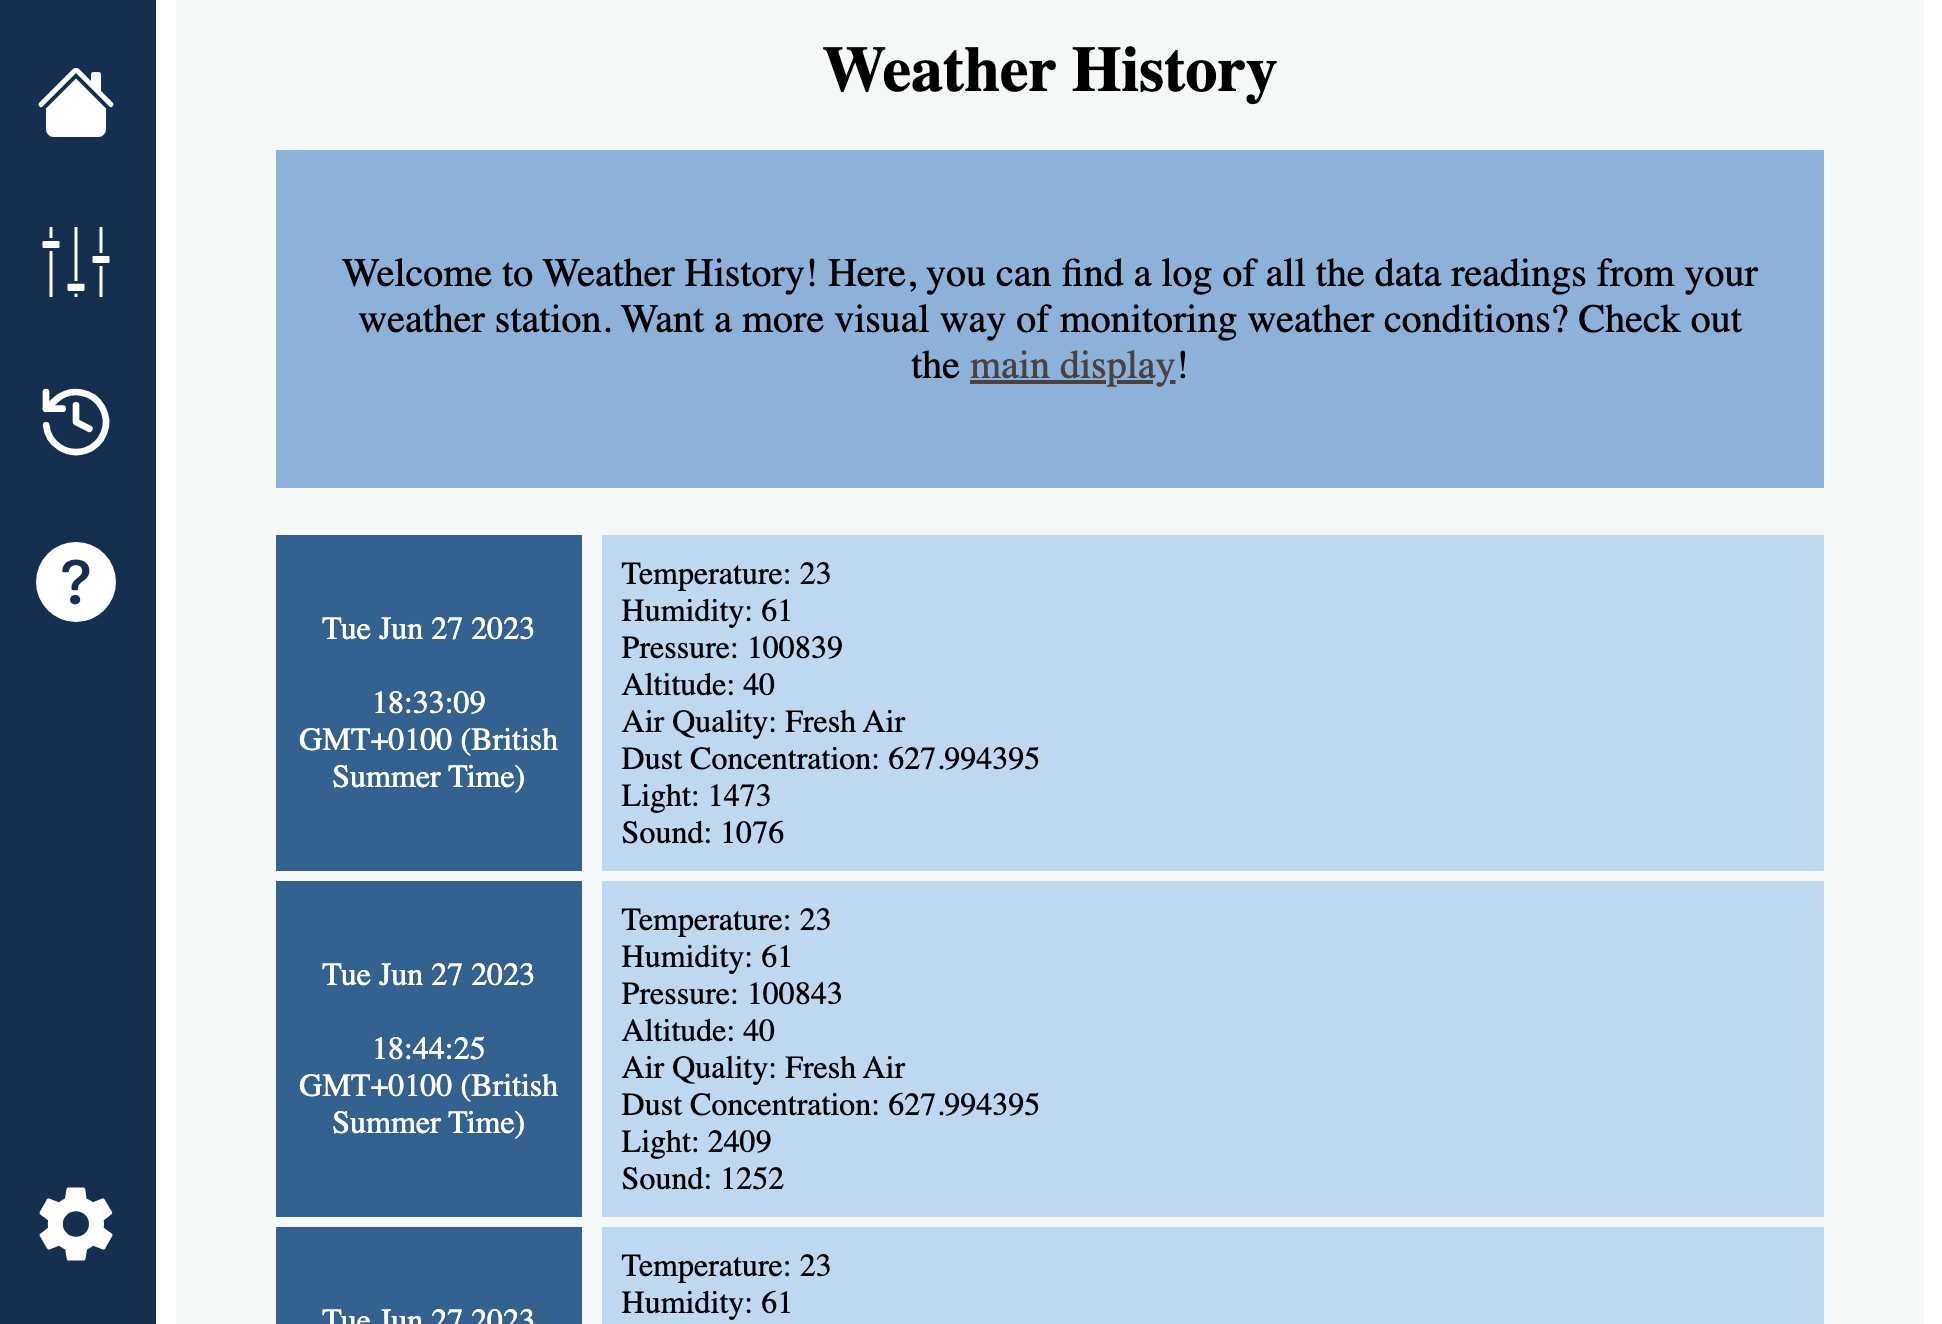 Weather History
Welcome to Weather History! Here, you can find a log of all the data readings from your
weather station. Want a more visual way of monitoring weather conditions? Check out
the main display!
Tue Jun 27 2023
18:33:09
GMT+0100 (British
Summer Time)
Temperature: 23
Humidity: 61
Pressure: 100839
Altitude: 40
Air Quality: Fresh Air
Dust Concentration: 627.994395
Light: 1473
Sound: 1076
Tue Jun 27 2023
18:44:25
GMT+0100 (British
Summer Time)
Temperature: 23
Humidity: 61
Pressure: 100843
Altitude: 40
Air Quality: Fresh Air
Dust Concentration: 627.994395
Light: 2409
Sound: 1252
Tue Jun 27 2023
Temperature: 23
Humidity: 61